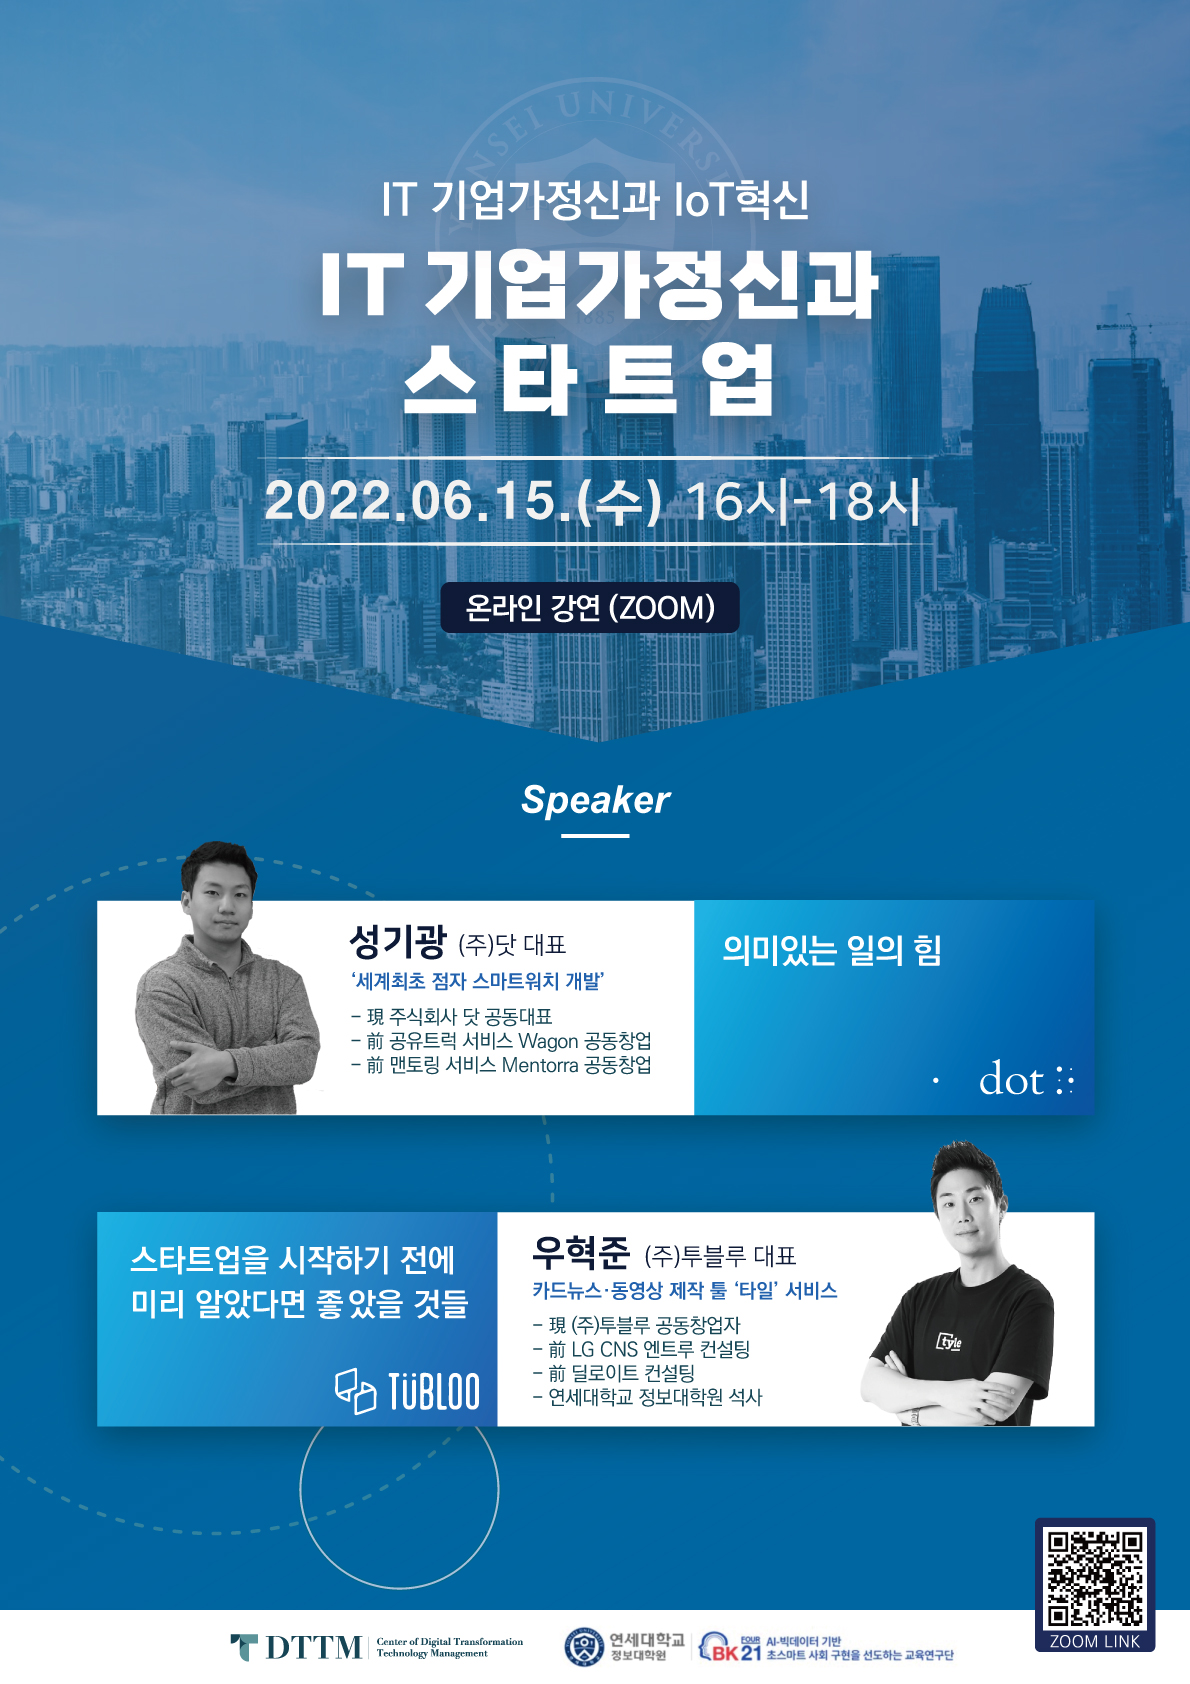 YONSEI UNIVERSITY
1885
IT 기업가정신과 IoT혁신
IT 기업가정신과
스타트업
2022.06.15.(수) 16시-18시
온라인 강연 (ZOOM)
Speaker
성기광 (주)닷 대표
‘세계최초 점자 스마트워치 개발’
- 現 주식회사 닷 공동대표
- 前 공유트럭 서비스 Wagon 공동창업
- 前 맨토링 서비스 Mentorra 공동창업
의미있는 일의 힘
dot
스타트업을 시작하기 전에
미리 알았다면 좋았을 것들
TÜBLOO
우혁준 (주)투블루 대표
카드뉴스·동영상 제작 툴 ‘타일’ 서비스
- 現 (주)투블루 공동창업자
- 前 LG CNS 엔트루 컨설팅
- 前 딜로이트 컨설팅
- 연세대학교 정보대학원 석사
tyle
ZOOM LINK
DTTM
Center of Digital Transformation
Technology Management
연세대학교
정보대학원
BK FOUR 21
AI-빅데이터 기반
초스마트 사회 구현을 선도하는 교육연구단